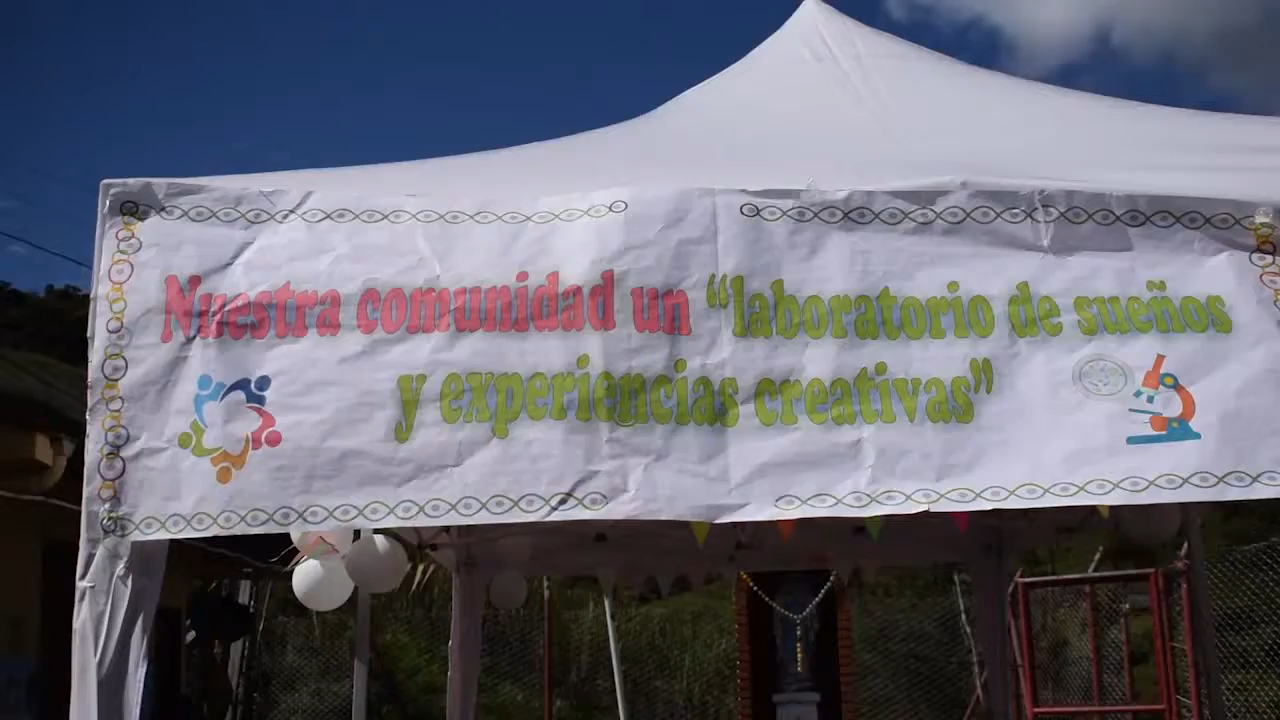 Nuestra comunidad un “laboratorio de sueños
y experiencias creativas”